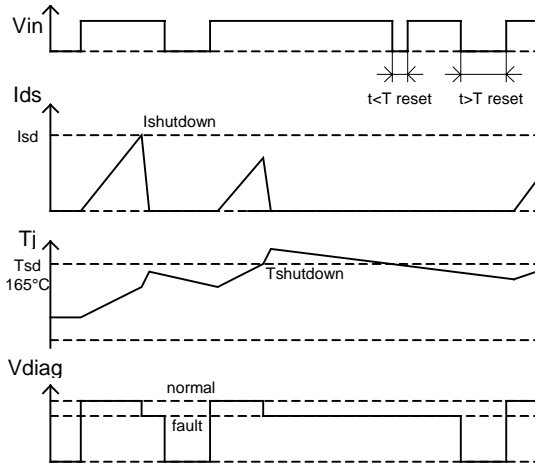 Vin
t<T reset
t>T reset
Ids
Ishutdown
Isd
Tj
Tsd
165°C
Tshutdown
Vdiag
normal
fault